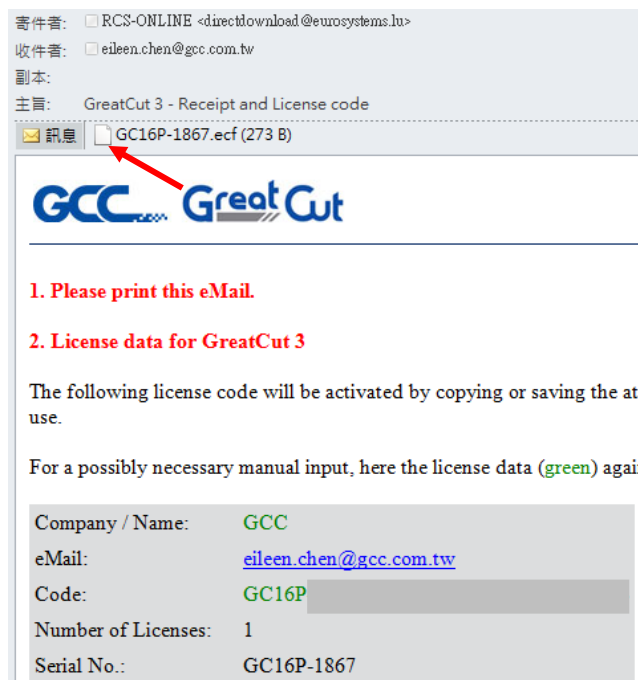 寄件者: RCS-ONLINE <directdownload@eurosystems.lu>
收件者: eileen.chen@gcc.com.tw
副本:
主旨: GreatCut 3 - Receipt and License code
訊息 GC16P-1867.ecf (273 B)
GCC GreatCut
1. Please print this eMail.
2. License data for GreatCut 3
The following license code will be activated by copying or saving the at
use.
For a possibly necessary manual input, here the license data (green) agai
Company / Name: GCC
eMail: eileen.chen@gcc.com.tw
Code: GC16P
Number of Licenses: 1
Serial No.: GC16P-1867